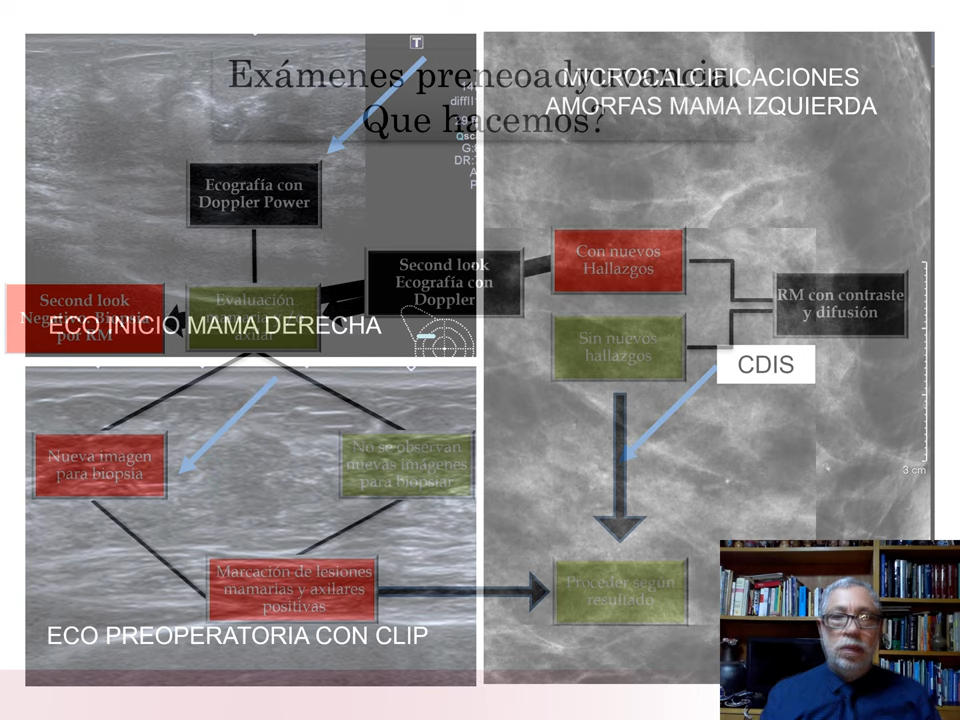 Exámenes preneoadyuvancia.
Que hacemos?
MICROCALCIFICACIONES
AMORFAS MAMA IZQUIERDA
T
Ecografía con
Doppler Power
Second look
Ecografía con
Doppler
Con nuevos
Hallazgos
RM con contraste
y difusión
Second look
Negativo. Biopsia
por RM
Evaluación
axilar
ECO INICIO MAMA DERECHA
Sin nuevos
hallazgos
CDIS
Nueva imagen
para biopsia
No se observan
nuevas imágenes
para biopsiar
3 cm
Marcación de lesiones
mamarias y axilares
positivas
Proceder según
resultado
ECO PREOPERATORIA CON CLIP